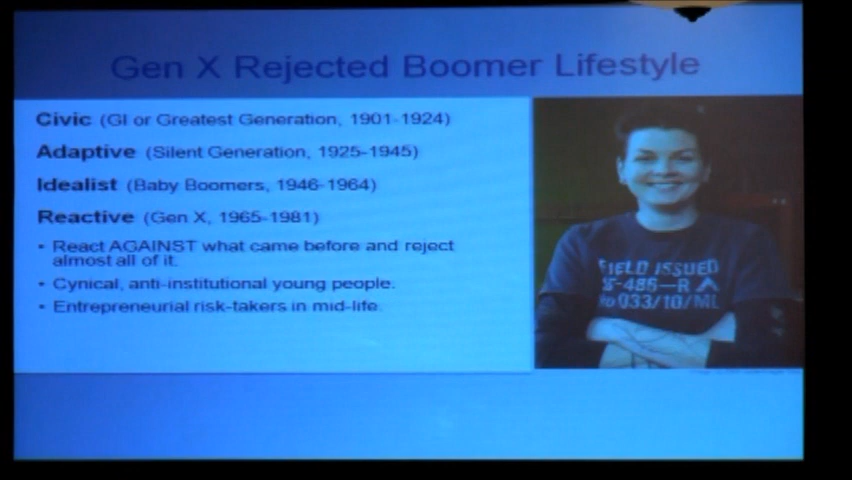 Gen X Rejected Boomer Lifestyle
Civic (GI or Greatest Generation, 1901-1924)
Adaptive (Silent Generation, 1925-1945)
Idealist (Baby Boomers, 1946-1964)
Reactive (Gen X, 1965-1981)
• React AGAINST what came before and reject
almost all of it.
• Cynical, anti-institutional young people.
• Entrepreneurial risk-takers in mid-life.
FIELD ISSUED
-486-R
033/10/ML